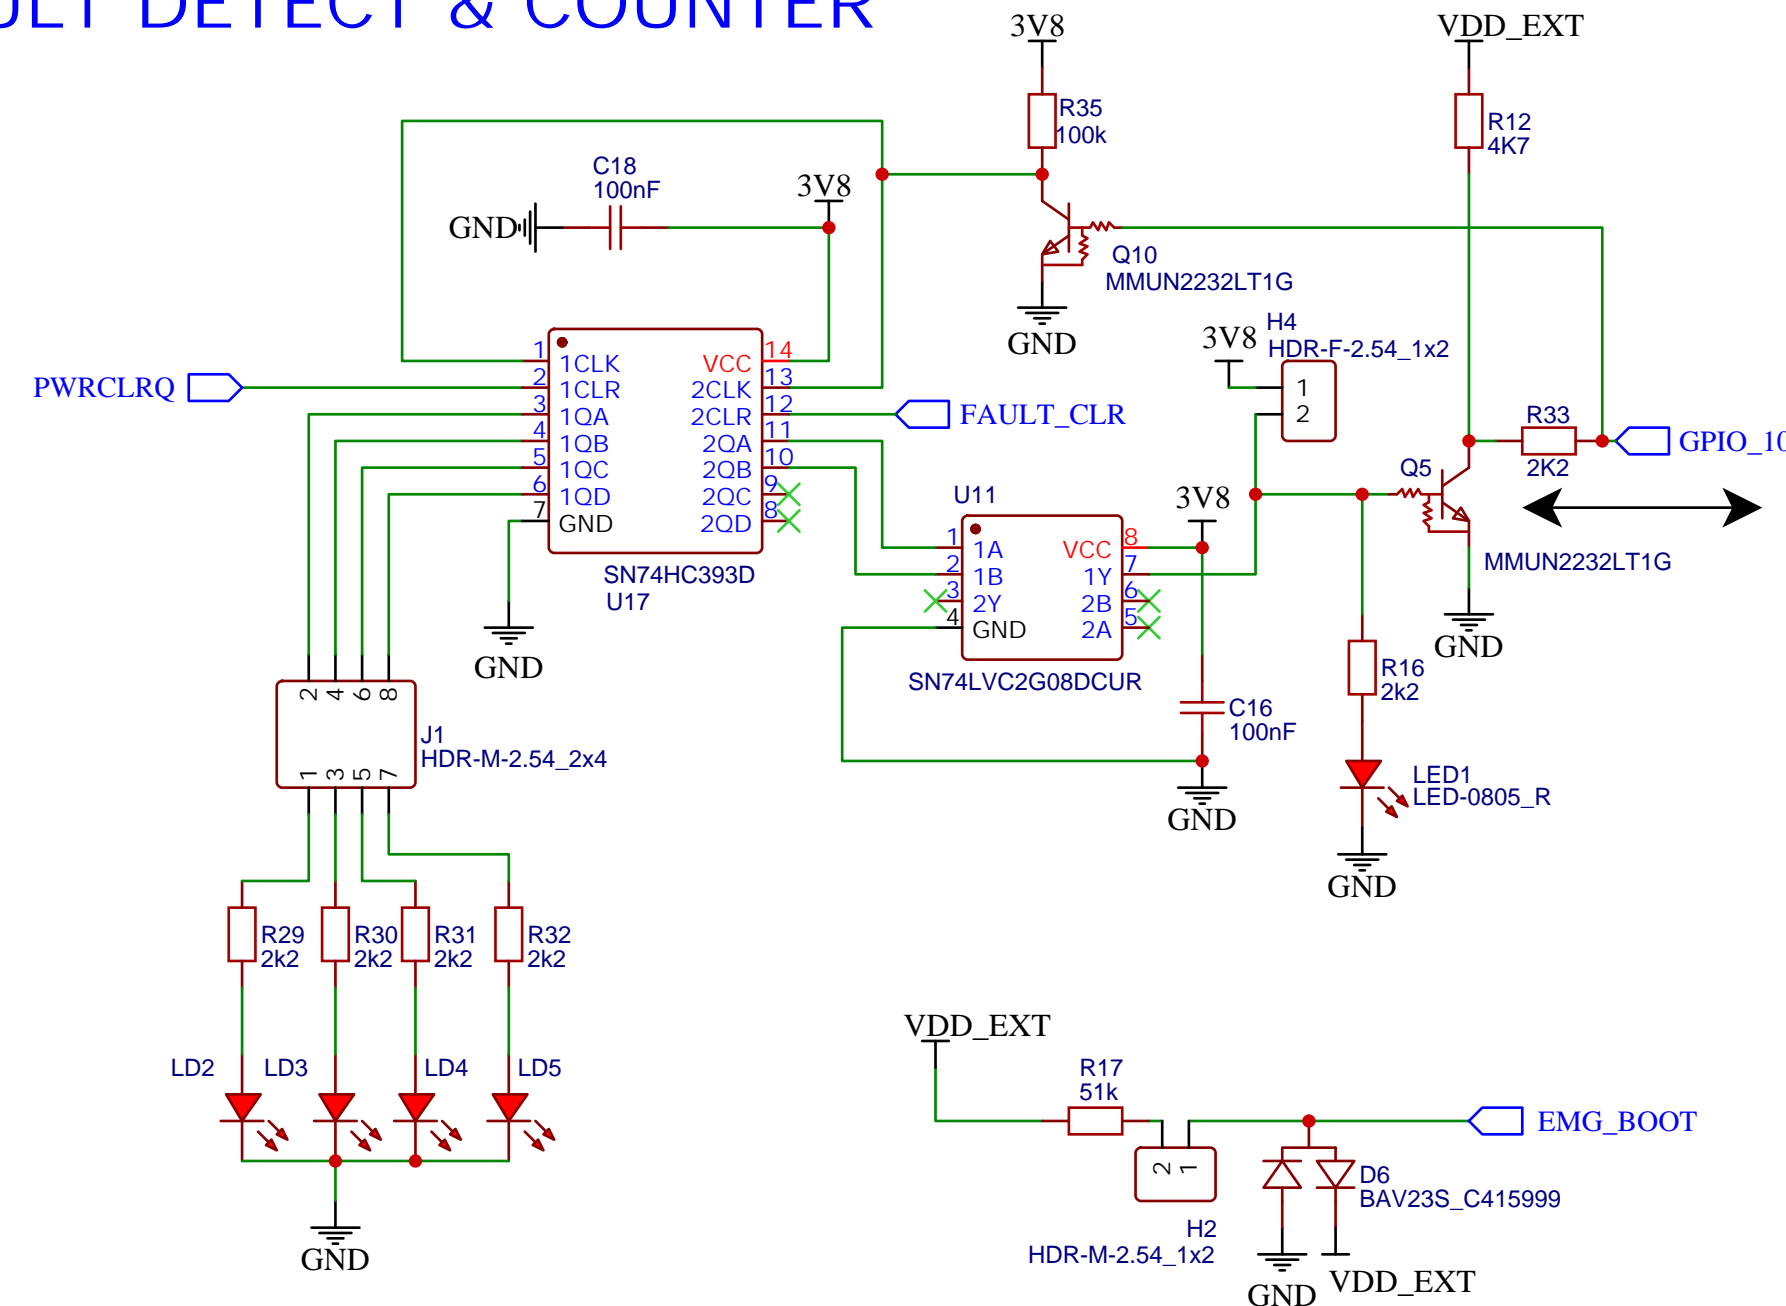 DETECT & COUNTER
3V8
VDD_EXT
R35
100k
R12
4K7
C18
100nF
3V8
GND
Q10
MMUN2232LT1G
GND
3V8
H4
HDR-F-2.54_1x2
1
2
PWRCLRQ
1
2
3
4
5
6
7
1CLK
1CLR
1QA
1QB
1QC
1QD
GND
VCC
2CLK
2CLR
2QA
2QB
2QC
2QD
14
13
12
11
10
9
8
SN74HC393D
U17
FAULT_CLR
R33
2K2
Q5
MMUN2232LT1G
GND
U11
3V8
1
2
3
4
1A
1B
2Y
GND
VCC
1Y
2B
2A
8
7
6
5
SN74LVC2G08DCUR
C16
100nF
GND
R16
2k2
LED1
LED-0805_R
GND
GND
2
4
6
8
J1
HDR-M-2.54_2x4
1
3
5
7
R29
2k2
R30
2k2
R31
2k2
R32
2k2
LD2
LD3
LD4
LD5
GND
VDD_EXT
R17
51k
EMG_BOOT
2
1
H2
HDR-M-2.54_1x2
D6
BAV23S_C415999
GND
VDD_EXT